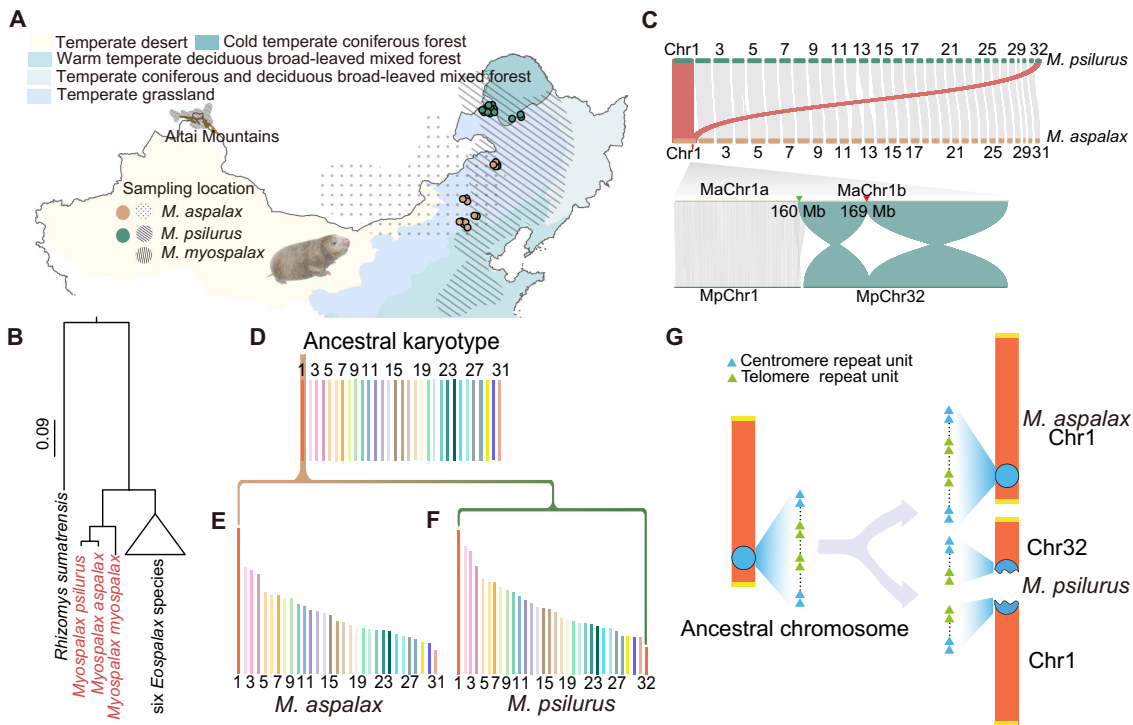 A
Temperate desert
Cold temperate coniferous forest
Warm temperate deciduous broad-leaved mixed forest
Temperate coniferous and deciduous broad-leaved mixed forest
Temperate grassland
Altai Mountains
Sampling location
M. aspalax
M. psilurus
M. myospalax
B
0.09
Rhizomys sumatrensis
Myospalax psilurus
Myospalax aspalax
Myospalax myospalax
six Eospalax species
C
Chr1 3 5 7 9 11 13 15 17 21 25 29 32
M. psilurus
M. aspalax
Chr1 3 5 7 9 11 13 15 17 21 25 29 31
MaChr1a MaChr1b
160 Mb 169 Mb
MpChr1 MpChr32
D
Ancestral karyotype
1 3 5 7 9 11 15 19 23 27 31
E
1 3 5 7 9 11 15 19 23 27 31
M. aspalax
F
1 3 5 7 9 11 15 19 23 27 32
M. psilurus
G
Centromere repeat unit
Telomere repeat unit
Ancestral chromosome
M. aspalax
Chr1
Chr32
M. psilurus
Chr1